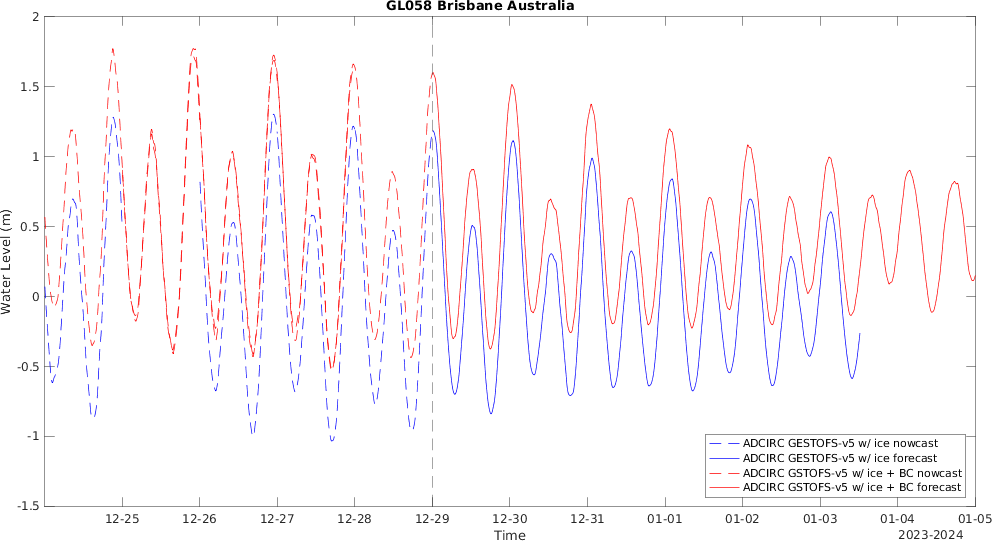 GL058 Brisbane Australia
2
1.5
1
0.5
0
-0.5
-1
-1.5
Water Level (m)
ADCIRC GESTOFS-v5 w/ ice nowcast
ADCIRC GESTOFS-v5 w/ ice forecast
ADCIRC GSTOFS-v5 w/ ice + BC nowcast
ADCIRC GSTOFS-v5 w/ ice + BC forecast
12-25 12-26 12-27 12-28 12-29 12-30 12-31 01-01 01-02 01-03 01-04 01-05
Time
2023-2024